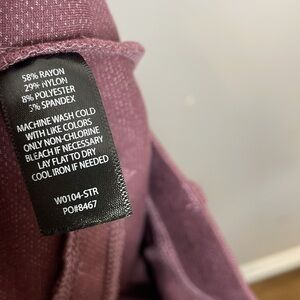 58% RAYON
29% NYLON
8% POLYESTER
5% SPANDEX
MACHINE WASH COLD
WITH LIKE COLORS
ONLY NON-CHLORINE
BLEACH IF NECESSARY
LAY FLAT TO DRY
COOL IRON IF NEEDED
W0104-STR
PO#8467